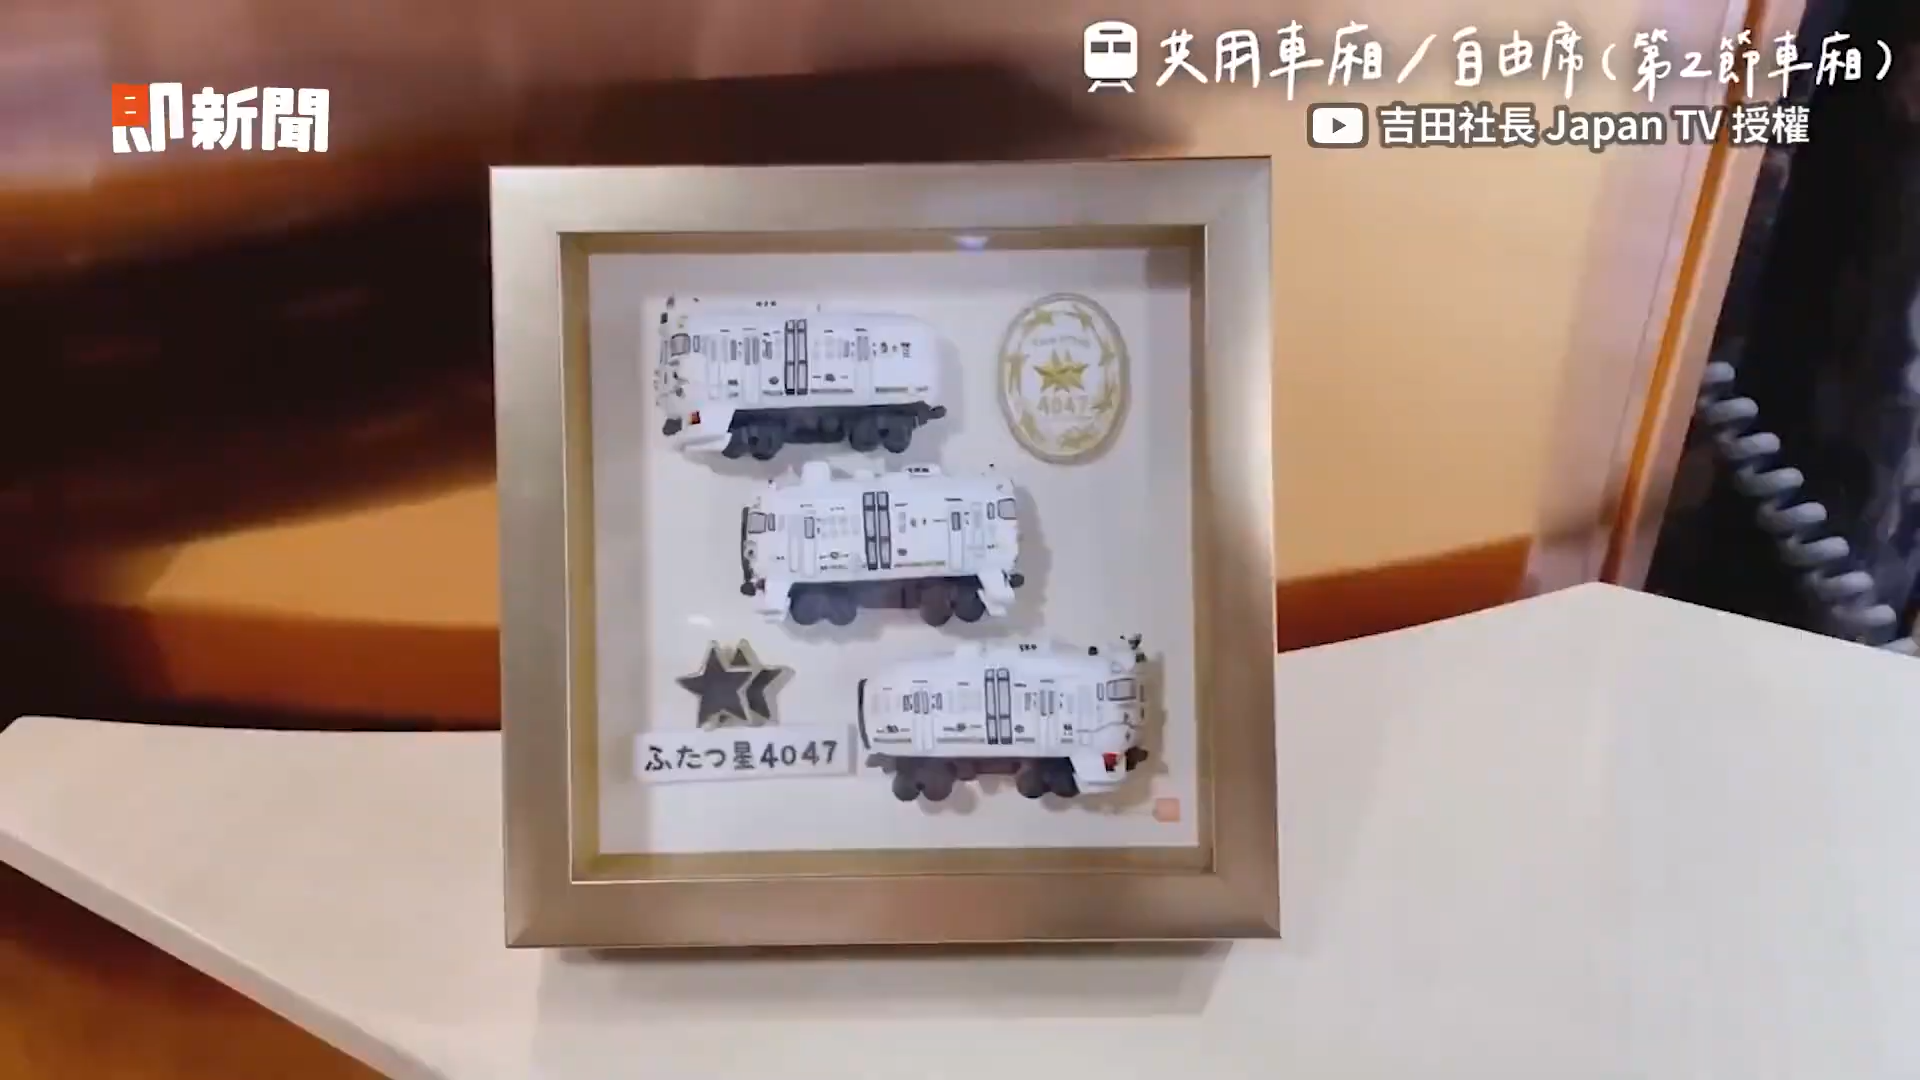 共用車廂/自由席(第2節車廂)
即新聞
吉田社長 Japan TV 授權
4047
ふたつ星4047